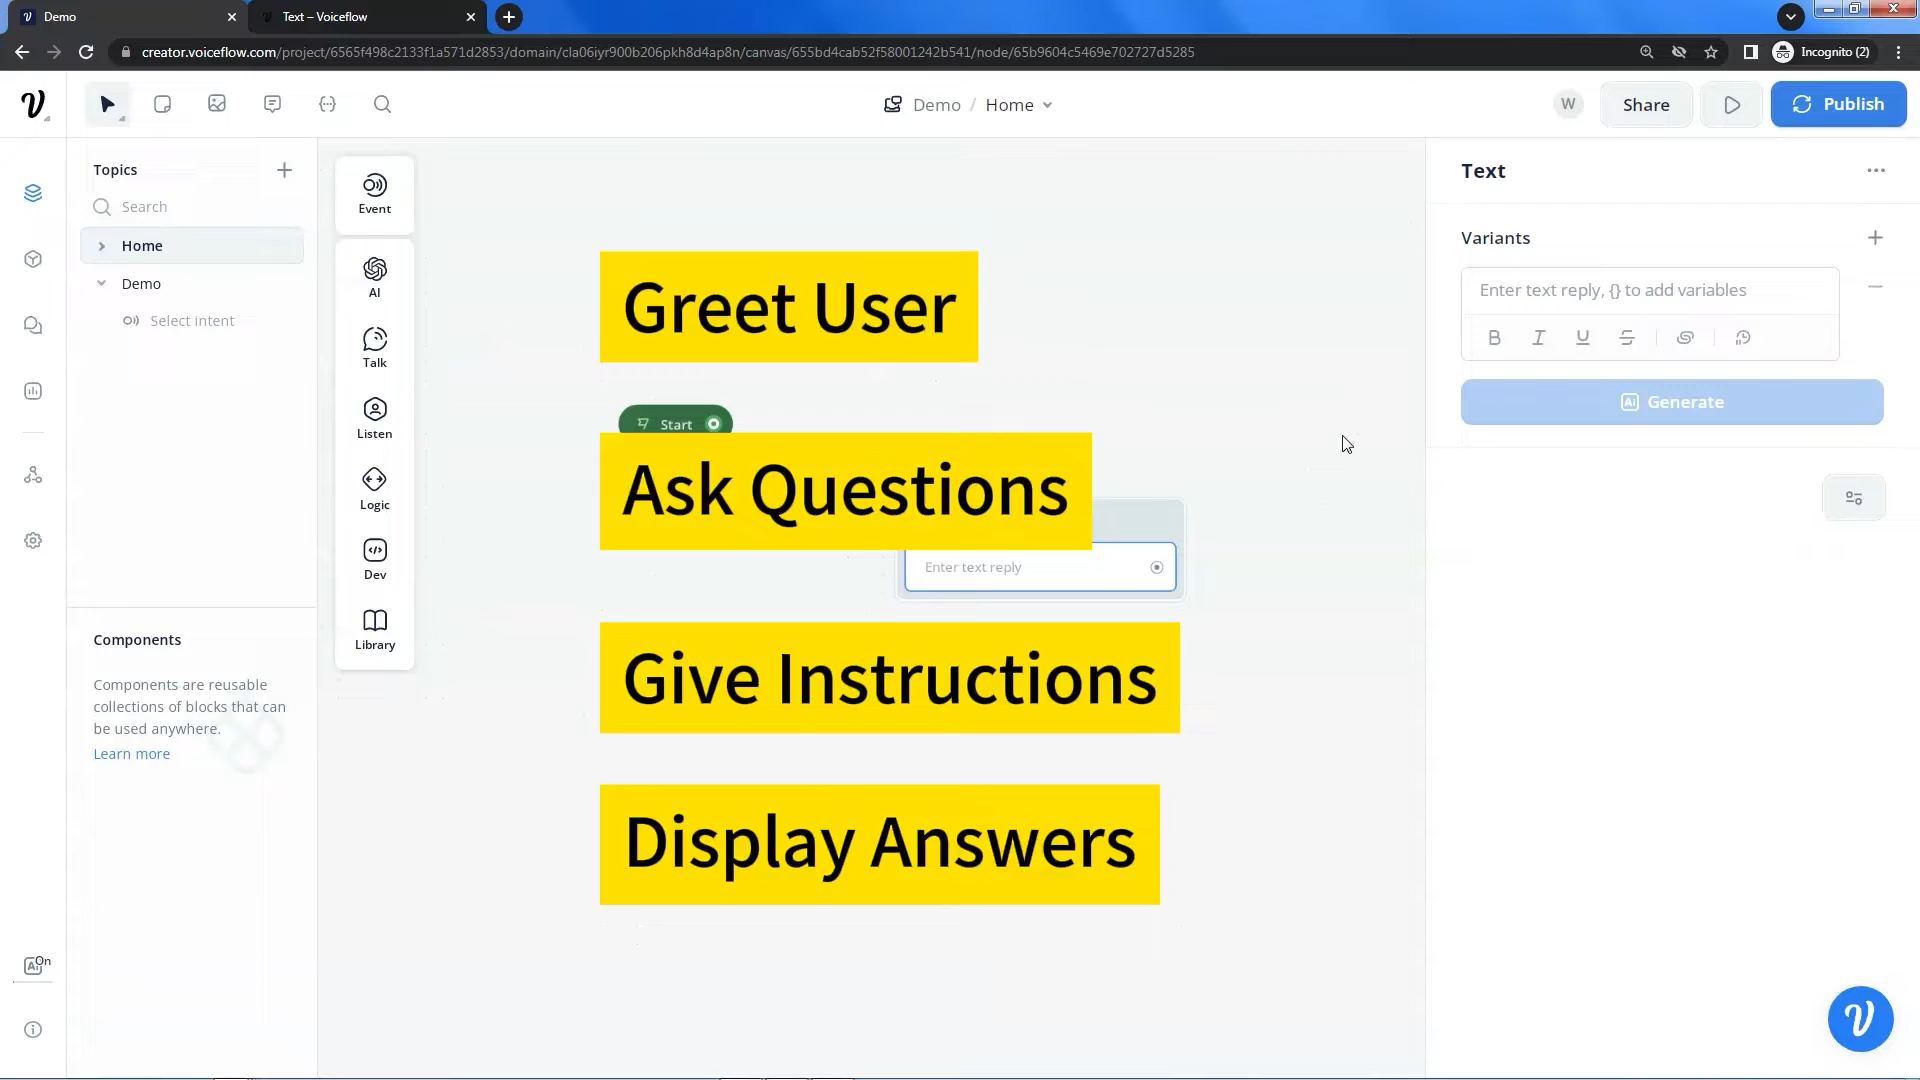 Demo
Text – Voiceflow
creator.voiceflow.com/project/6565f498c2133f1a571d2853/domain/cla06iyr900b206pkh8d4ap8n/canvas/655bd4cab52f58001242b541/node/65b9604c5469e702727d5285
Incognito (2)
Demo / Home
W
Share
Publish
Topics
Search
Home
Demo
Select intent
Event
AI
Talk
Listen
Logic
Dev
Library
Greet User
Start
Ask Questions
Enter text reply
Give Instructions
Display Answers
Text
Variants
Enter text reply, {} to add variables
B I U S
Ai Generate
Components
Components are reusable
collections of blocks that can
be used anywhere.
Learn more
Ai On